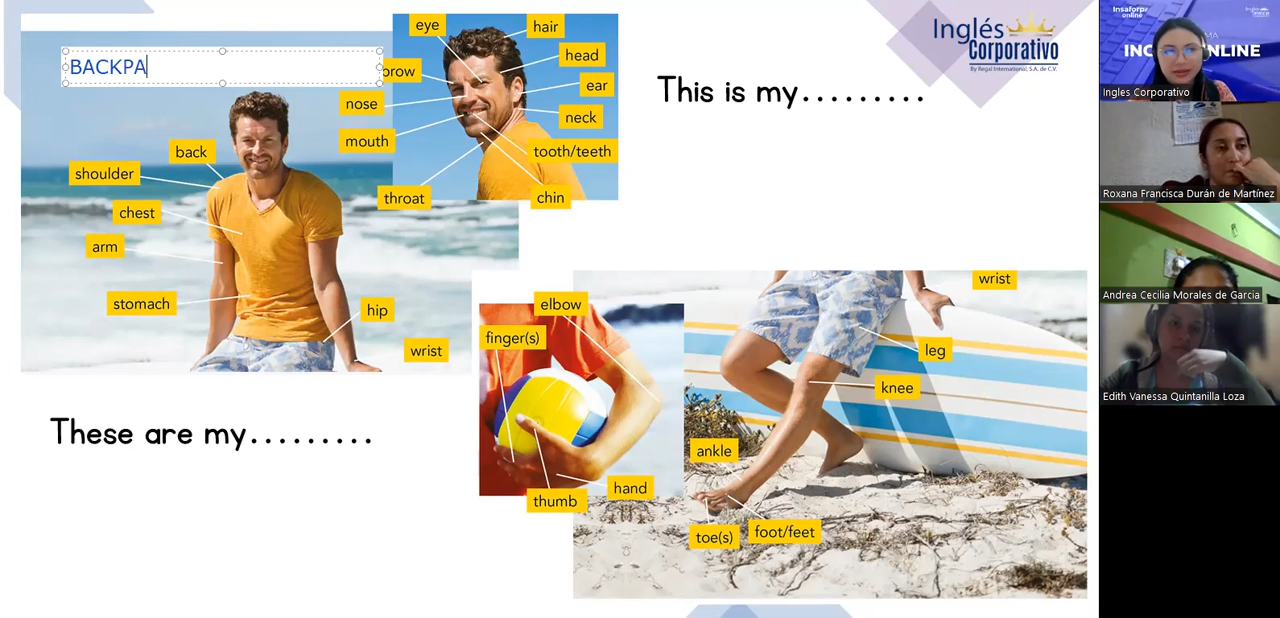 BACKPA
eye
hair
head
brow
ear
nose
neck
mouth
tooth/teeth
throat
chin
back
shoulder
chest
arm
stomach
hip
wrist
Inglés
Corporativo
By Regal International, S.A. de C.V.
This is my.........
These are my.........
elbow
finger(s)
thumb
hand
wrist
leg
knee
ankle
toe(s)
foot/feet
Insaforp
online
INC ONLINE
Ingles Corporativo
Roxana Francisca Durán de Martínez
Andrea Cecilia Morales de Garcia
Edith Vanessa Quintanilla Loza